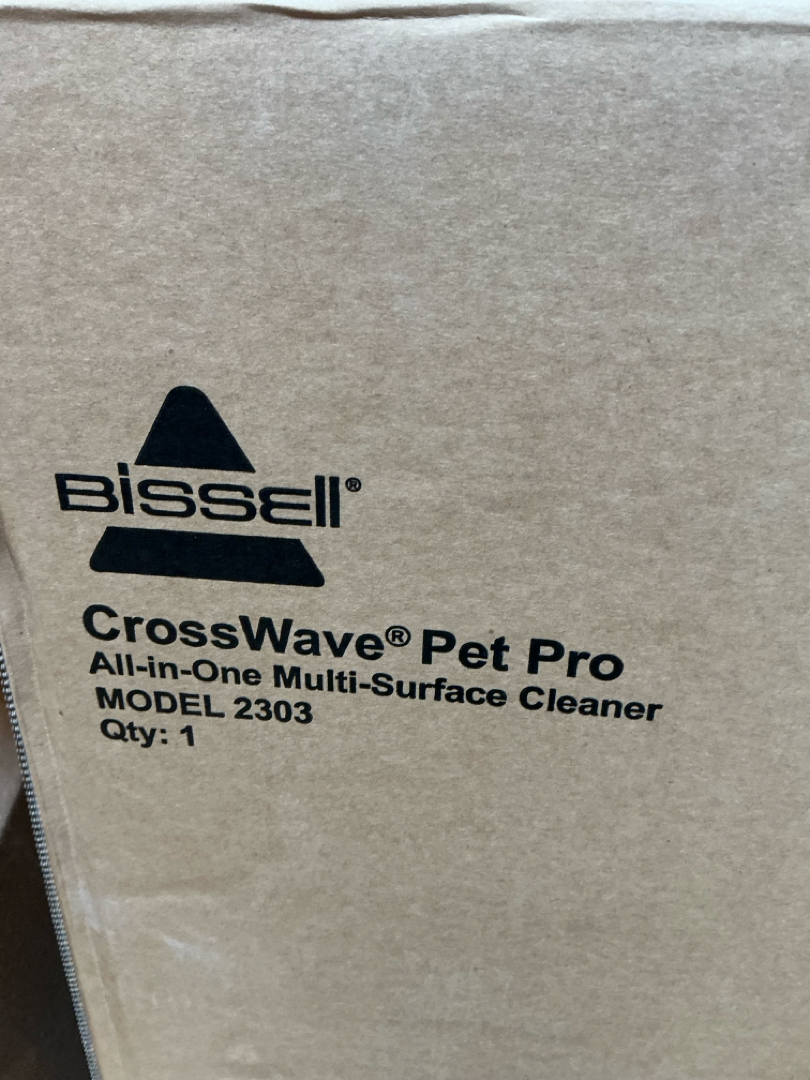 BISSELL®
CrossWave® Pet Pro
All-in-One Multi-Surface Cleaner
MODEL 2303
Qty: 1